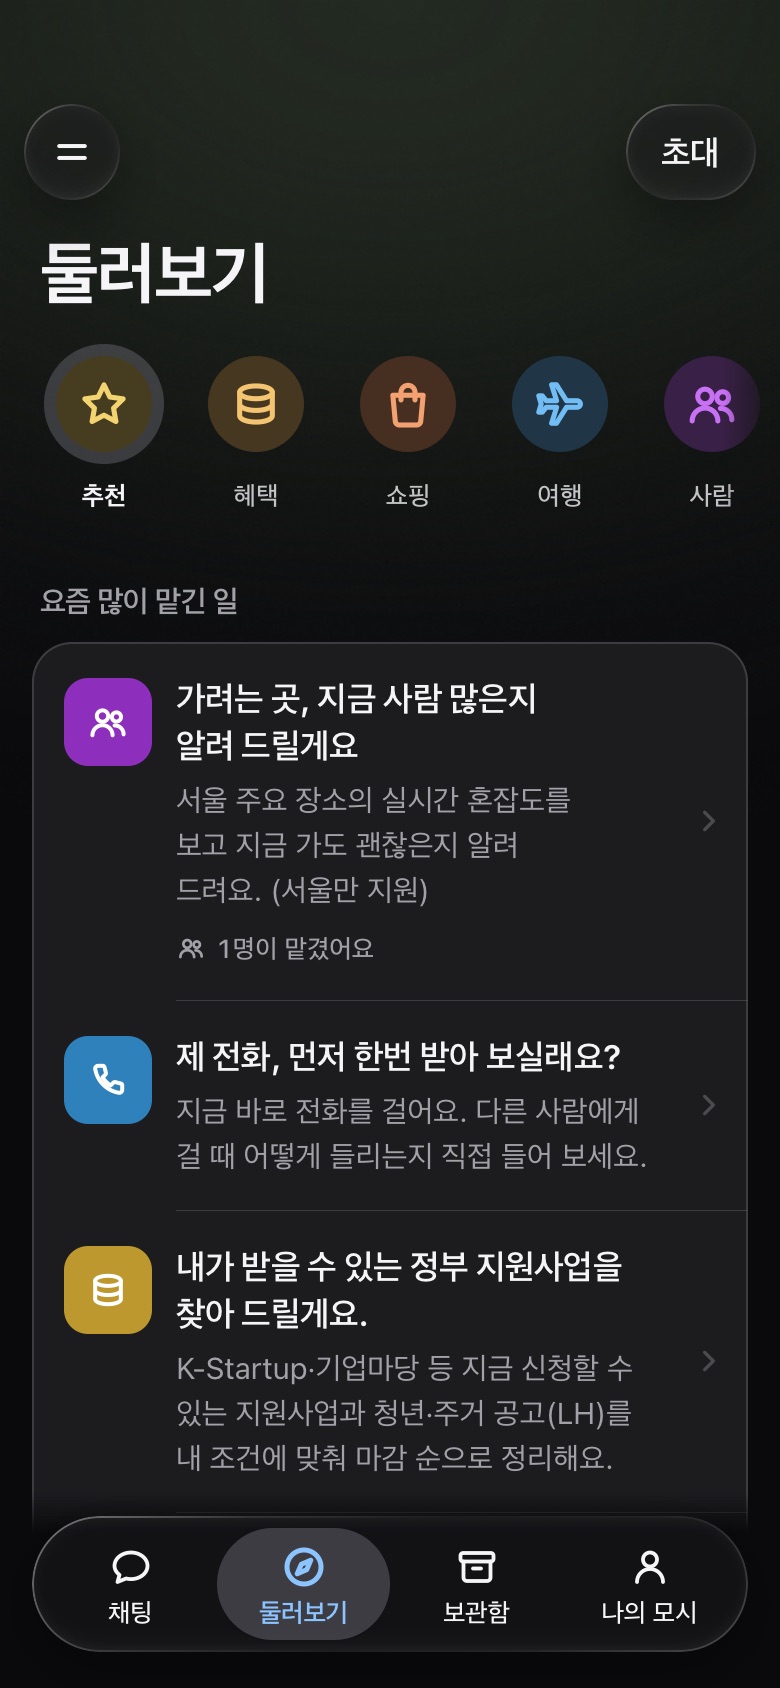 초대
둘러보기
추천
혜택
쇼핑
여행
사람
요즘 많이 맡긴 일
가려는 곳, 지금 사람 많은지
알려 드릴게요
서울 주요 장소의 실시간 혼잡도를
보고 지금 가도 괜찮은지 알려
드려요. (서울만 지원)
1명이 맡겼어요
제 전화, 먼저 한번 받아 보실래요?
지금 바로 전화를 걸어요. 다른 사람에게
걸 때 어떻게 들리는지 직접 들어 보세요.
내가 받을 수 있는 정부 지원사업을
찾아 드릴게요.
K-Startup·기업마당 등 지금 신청할 수
있는 지원사업과 청년·주거 공고(LH)를
내 조건에 맞춰 마감 순으로 정리해요.
채팅
둘러보기
보관함
나의 모시